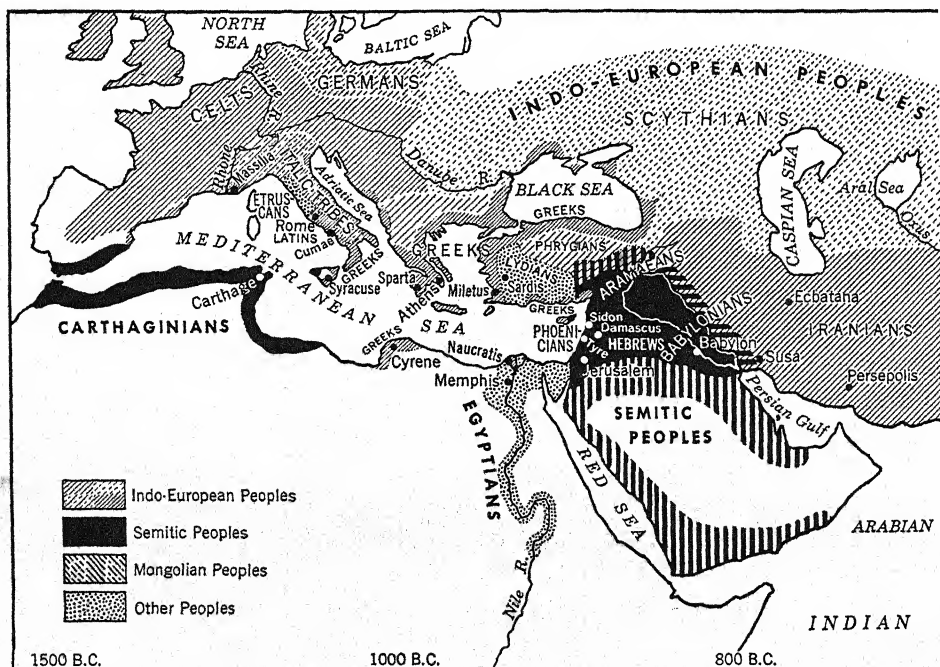 NORTH
SEA
BALTIC SEA
GERMANS
INDO-EUROPEAN PEOPLES
SCYTHIANS
CELTS
Rhine R.
Rhone
Massilia
ITALIC TRIBES
Adriatic Sea
Danube R.
BLACK SEA
GREEKS
CASPIAN SEA
Aral Sea
Oxus
ETRUS-
CANS
Rome
LATINS
Cumae
GREEKS
GREEKS
PHRYGIANS
LYDIANS
ARAMAEANS
MEDITERRANEAN
SEA
Syracuse
Sparta
Athens
Miletus
Sardis
Carthage
CARTHAGINIANS
GREEKS
Cyrene
Naucratis
Memphis
GREEKS
PHOENI-
CIANS
Sidon
Damascus
Tyre
HEBREWS
Jerusalem
BABYLONIANS
Babylon
Susa
Ecbatana
IRANIANS
Persepolis
Persian Gulf
EGYPTIANS
SEMITIC
PEOPLES
RED SEA
Nile R.
ARABIAN
INDIAN
Indo-European Peoples
Semitic Peoples
Mongolian Peoples
Other Peoples
1500 B.C.
1000 B.C.
800 B.C.